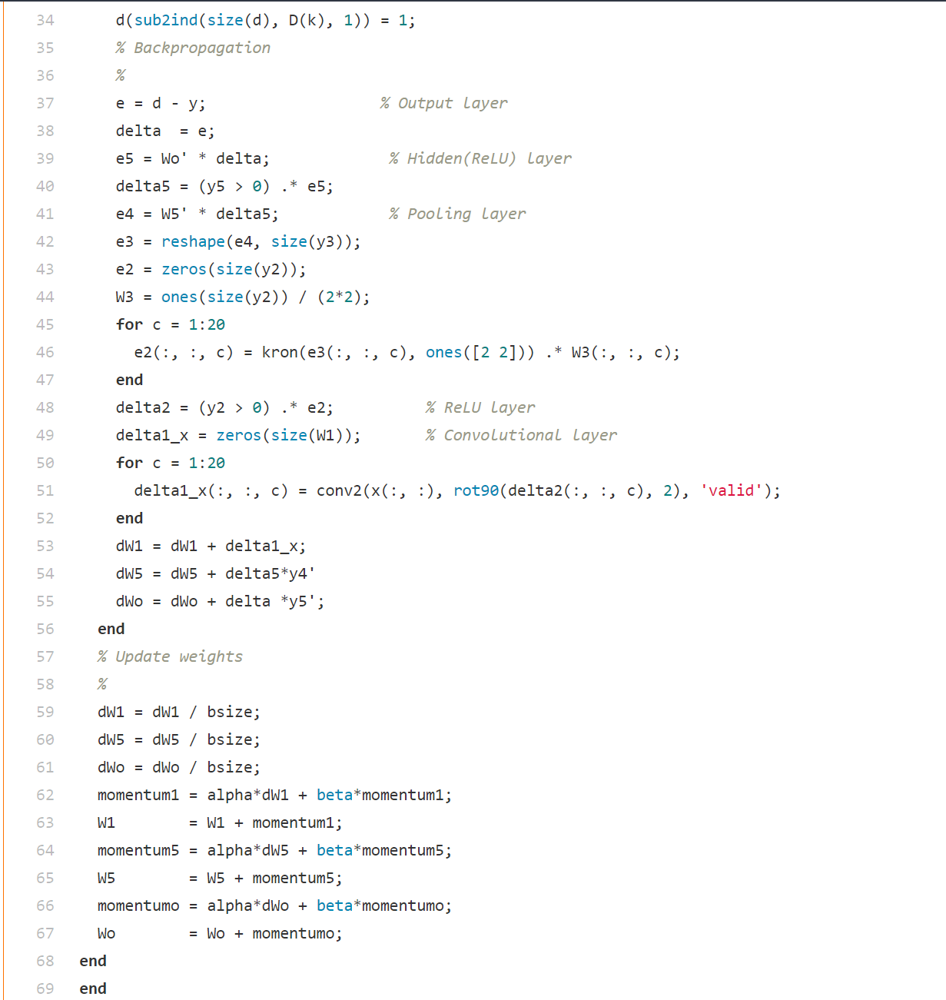 34 d(sub2ind(size(d), D(k), 1)) = 1;
35 % Backpropagation
36 %
37 e = d - y; % Output layer
38 delta = e;
39 e5 = Wo' * delta; % Hidden(ReLU) layer
40 delta5 = (y5 > 0) .* e5;
41 e4 = W5' * delta5; % Pooling layer
42 e3 = reshape(e4, size(y3));
43 e2 = zeros(size(y2));
44 W3 = ones(size(y2)) / (2*2);
45 for c = 1:20
46 e2(:, :, c) = kron(e3(:, :, c), ones([2 2])) .* W3(:, :, c);
47 end
48 delta2 = (y2 > 0) .* e2; % ReLU layer
49 delta1_x = zeros(size(W1)); % Convolutional layer
50 for c = 1:20
51 delta1_x(:, :, c) = conv2(x(:, :), rot90(delta2(:, :, c), 2), 'valid');
52 end
53 dW1 = dW1 + delta1_x;
54 dW5 = dW5 + delta5*y4'
55 dWo = dWo + delta *y5';
56 end
57 % Update weights
58 %
59 dW1 = dW1 / bsize;
60 dW5 = dW5 / bsize;
61 dWo = dWo / bsize;
62 momentum1 = alpha*dW1 + beta*momentum1;
63 W1 = W1 + momentum1;
64 momentum5 = alpha*dW5 + beta*momentum5;
65 W5 = W5 + momentum5;
66 momentumo = alpha*dWo + beta*momentumo;
67 Wo = Wo + momentumo;
68 end
69 end